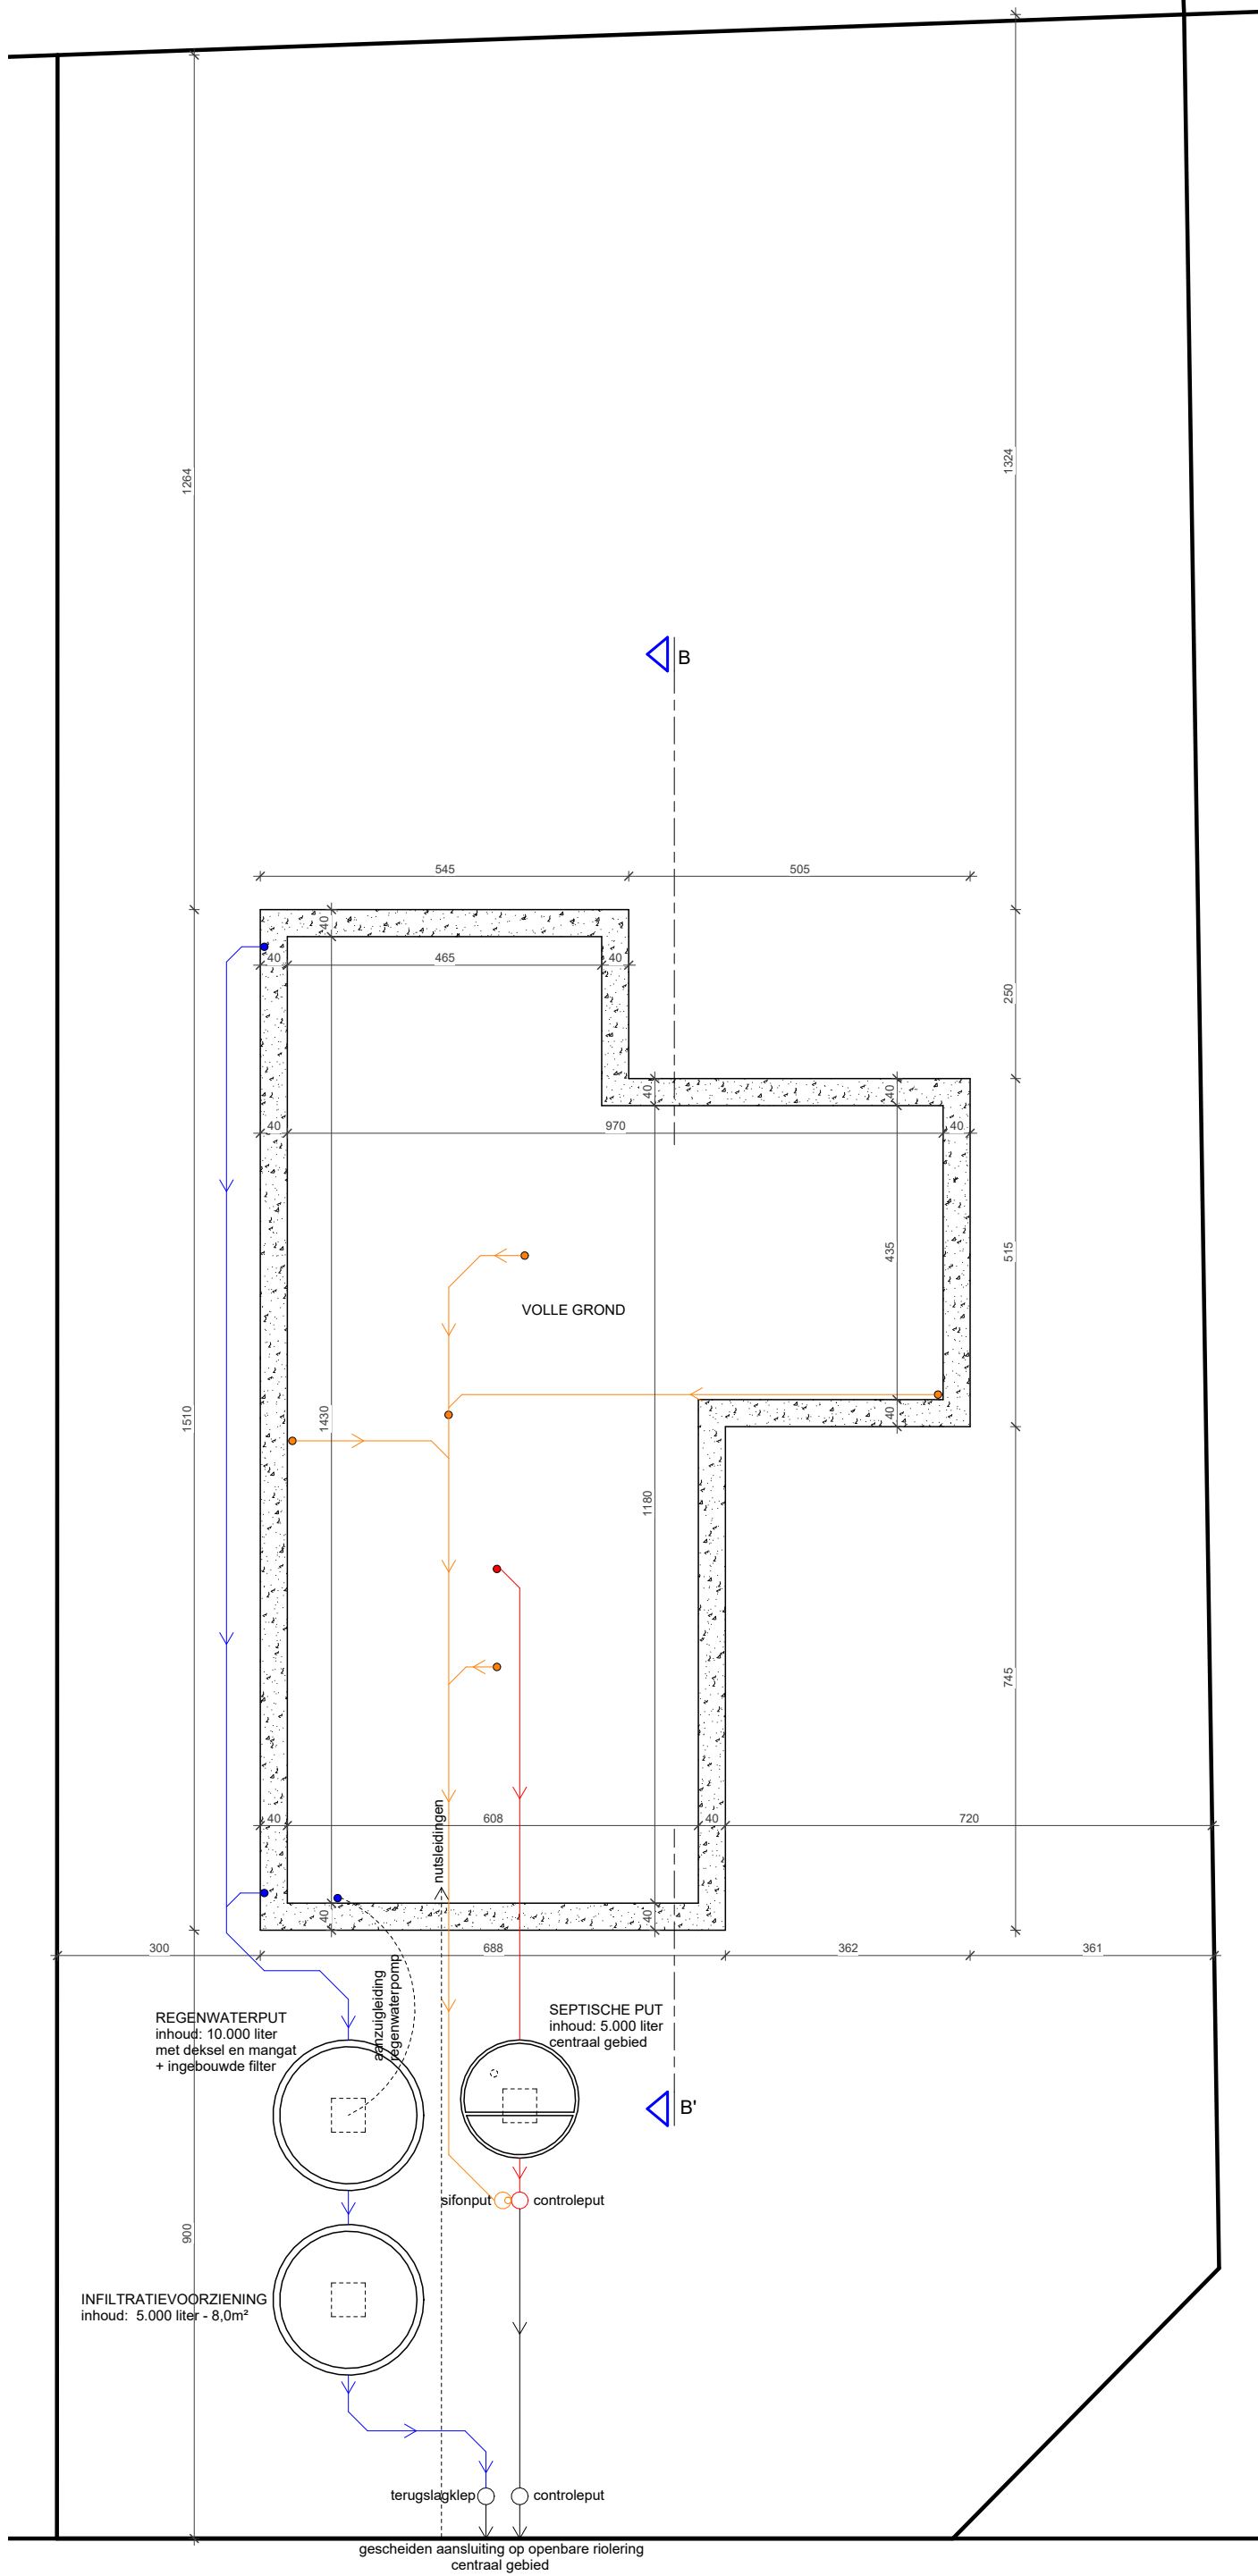 1264
1324
B
545
505
40
40
465
40
250
40
40
40
970
40
435
515
VOLLE GROND
1510
1430
40
1180
745
nutsleidingen
40
608
40
720
40
40
300
688
362
361
aanzuigleiding
regenwaterpomp
REGENWATERPUT
inhoud: 10.000 liter
met deksel en mangat
+ ingebouwde filter
SEPTISCHE PUT
inhoud: 5.000 liter
centraal gebied
B'
sifonput
controleput
900
INFILTRATIEVOORZIENING
inhoud: 5.000 liter - 8,0m²
terugslagklep
controleput
gescheiden aansluiting op openbare riolering
centraal gebied